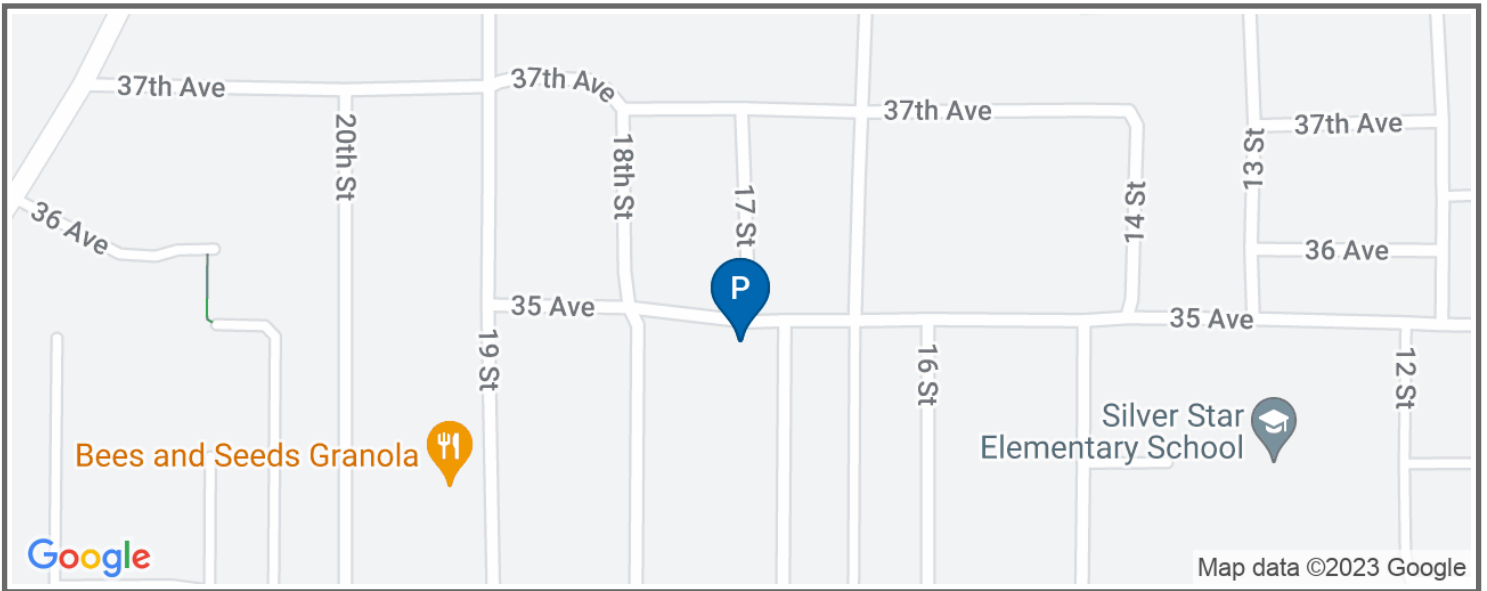 37th Ave
37th Ave
37th Ave
37th Ave
20th St
18th St
17 St
14 St
13 St
36 Ave
36 Ave
P
35 Ave
35 Ave
19 St
16 St
12 St
Bees and Seeds Granola
Silver Star
Elementary School
Google
Map data ©2023 Google